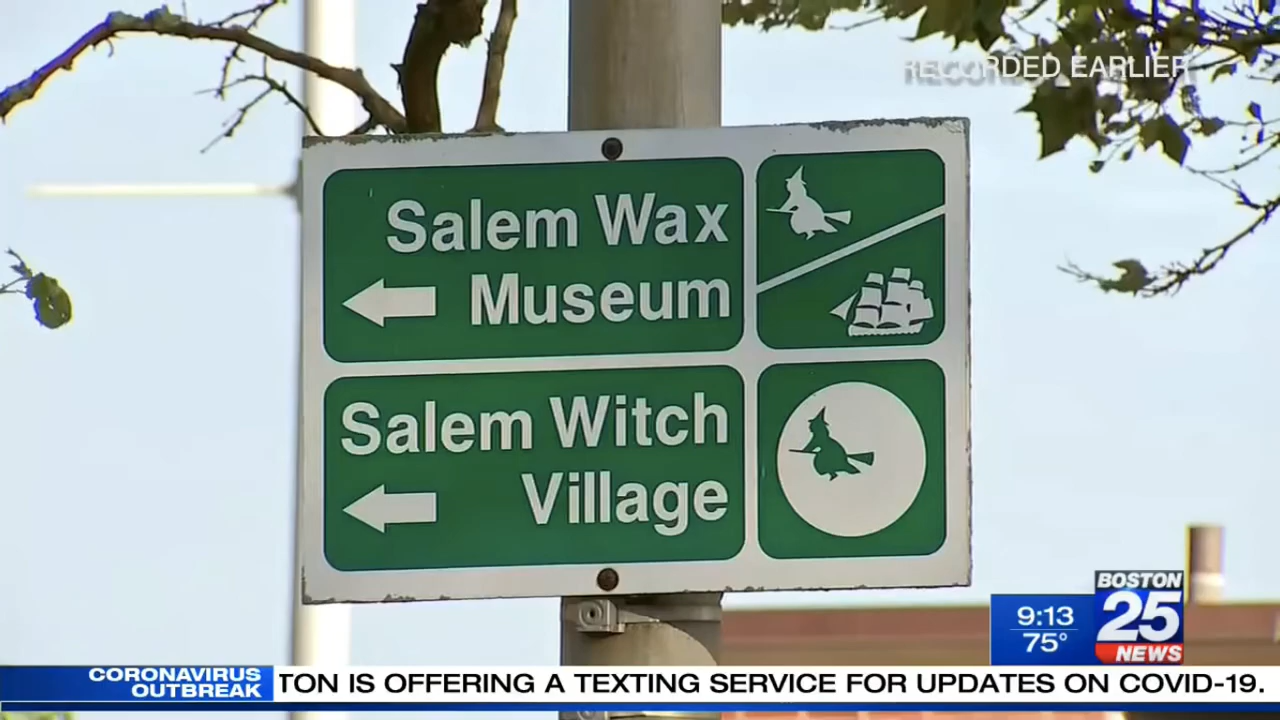 RECORDED EARLIER
Salem Wax
Museum
Salem Witch
Village
BOSTON
9:13
25
75°
NEWS
CORONAVIRUS
OUTBREAK
TON IS OFFERING A TEXTING SERVICE FOR UPDATES ON COVID-19.